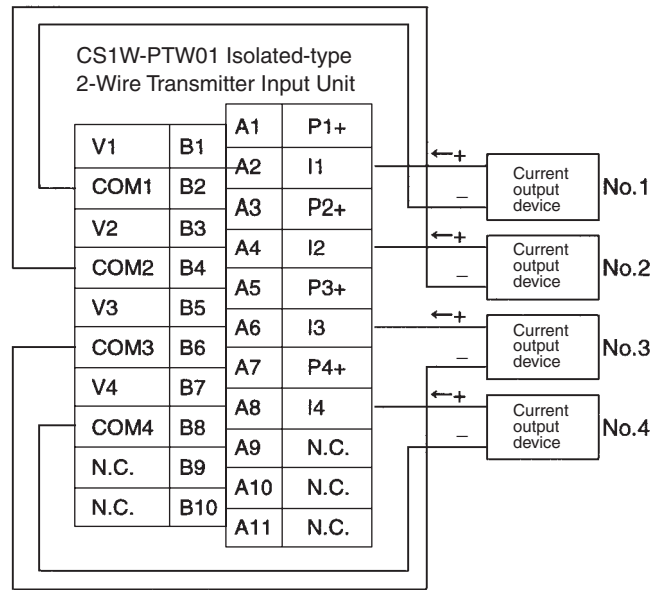 CS1W-PTW01 Isolated-type
2-Wire Transmitter Input Unit
V1 B1
COM1 B2
V2 B3
COM2 B4
V3 B5
COM3 B6
V4 B7
COM4 B8
N.C. B9
N.C. B10
A1 P1+
A2 I1
A3 P2+
A4 I2
A5 P3+
A6 I3
A7 P4+
A8 I4
A9 N.C.
A10 N.C.
A11 N.C.
←+
Current
output
device
−
No.1
←+
Current
output
device
−
No.2
←+
Current
output
device
−
No.3
←+
Current
output
device
−
No.4